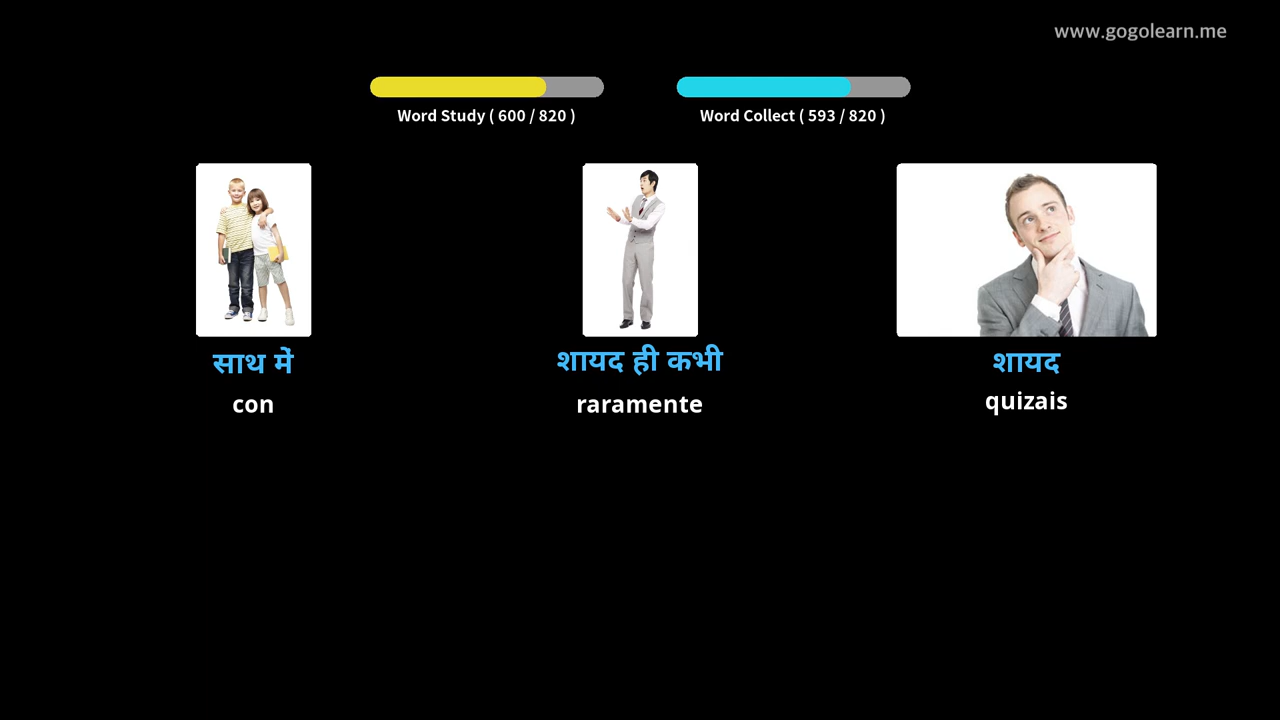 www.gogolearn.me
Word Study ( 600 / 820 )
Word Collect ( 593 / 820 )
साथ में
शायद ही कभी
शायद
con
raramente
quizais